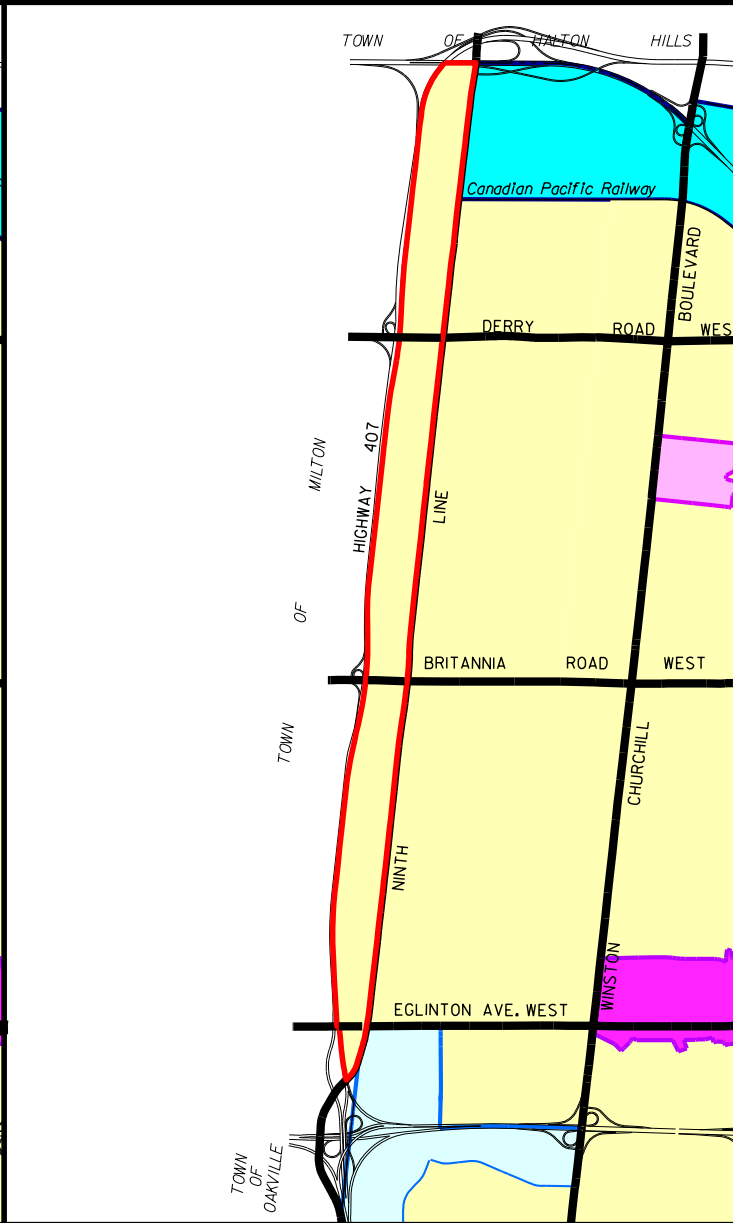 TOWN OF HALTON HILLS
Canadian Pacific Railway
WINSTON CHURCHILL BOULEVARD
DERRY ROAD WES
HIGHWAY 407
TOWN OF MILTON
NINTH LINE
BRITANNIA ROAD WEST
EGLINTON AVE. WEST
TOWN
OF
OAKVILLE